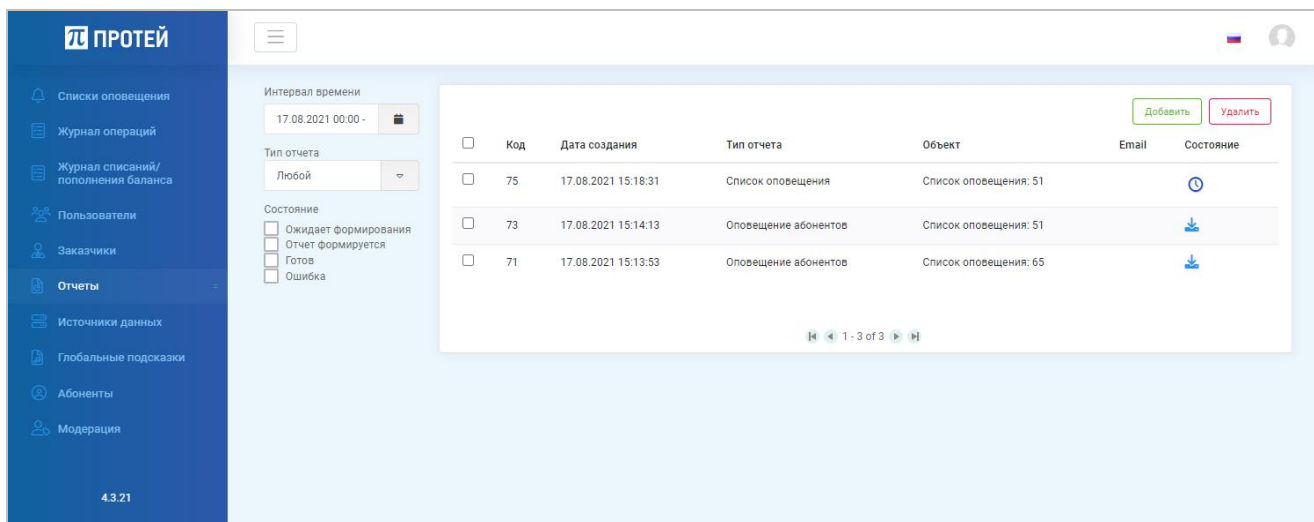 ПРОТЕЙ
Списки оповещения
Журнал операций
Журнал списаний/
пополнения баланса
Пользователи
Заказчики
Отчеты
Источники данных
Глобальные подсказки
Абоненты
Модерация
4.3.21
Интервал времени
17.08.2021 00:00 -
Тип отчета
Любой
Состояние
Ожидает формирования
Отчет формируется
Готов
Ошибка
Добавить Удалить
Код Дата создания Тип отчета Объект Email Состояние
75 17.08.2021 15:18:31 Список оповещения Список оповещения: 51
73 17.08.2021 15:14:13 Оповещение абонентов Список оповещения: 51
71 17.08.2021 15:13:53 Оповещение абонентов Список оповещения: 65
1 - 3 of 3